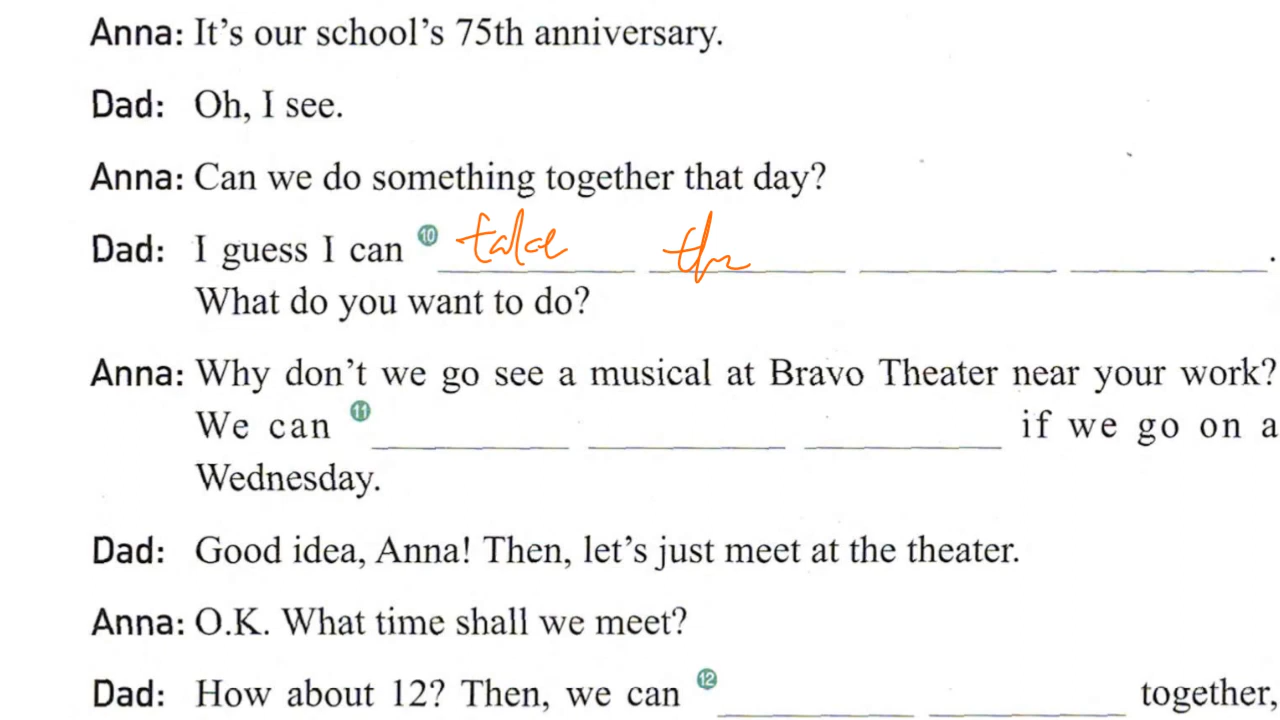 Anna: It's our school's 75th anniversary.
Dad: Oh, I see.
Anna: Can we do something together that day?
Dad: I guess I can ⑩ take the .
What do you want to do?
Anna: Why don't we go see a musical at Bravo Theater near your work?
We can ⑪ if we go on a
Wednesday.
Dad: Good idea, Anna! Then, let's just meet at the theater.
Anna: O.K. What time shall we meet?
Dad: How about 12? Then, we can ⑫ together,